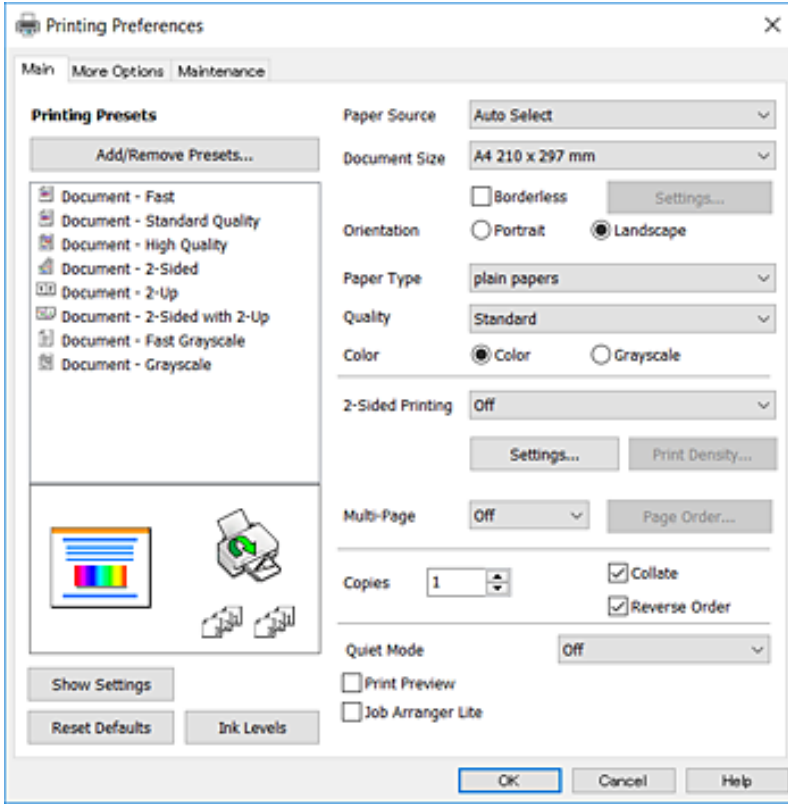 Printing Preferences
Main More Options Maintenance
Printing Presets
Add/Remove Presets...
Document - Fast
Document - Standard Quality
Document - High Quality
Document - 2-Sided
Document - 2-Up
Document - 2-Sided with 2-Up
Document - Fast Grayscale
Document - Grayscale
Show Settings
Reset Defaults Ink Levels
Paper Source Auto Select
Document Size A4 210 x 297 mm
Borderless Settings...
Orientation Portrait Landscape
Paper Type plain papers
Quality Standard
Color Color Grayscale
2-Sided Printing Off
Settings... Print Density...
Multi-Page Off Page Order...
Copies 1 Collate
Reverse Order
Quiet Mode Off
Print Preview
Job Arranger Lite
OK Cancel Help